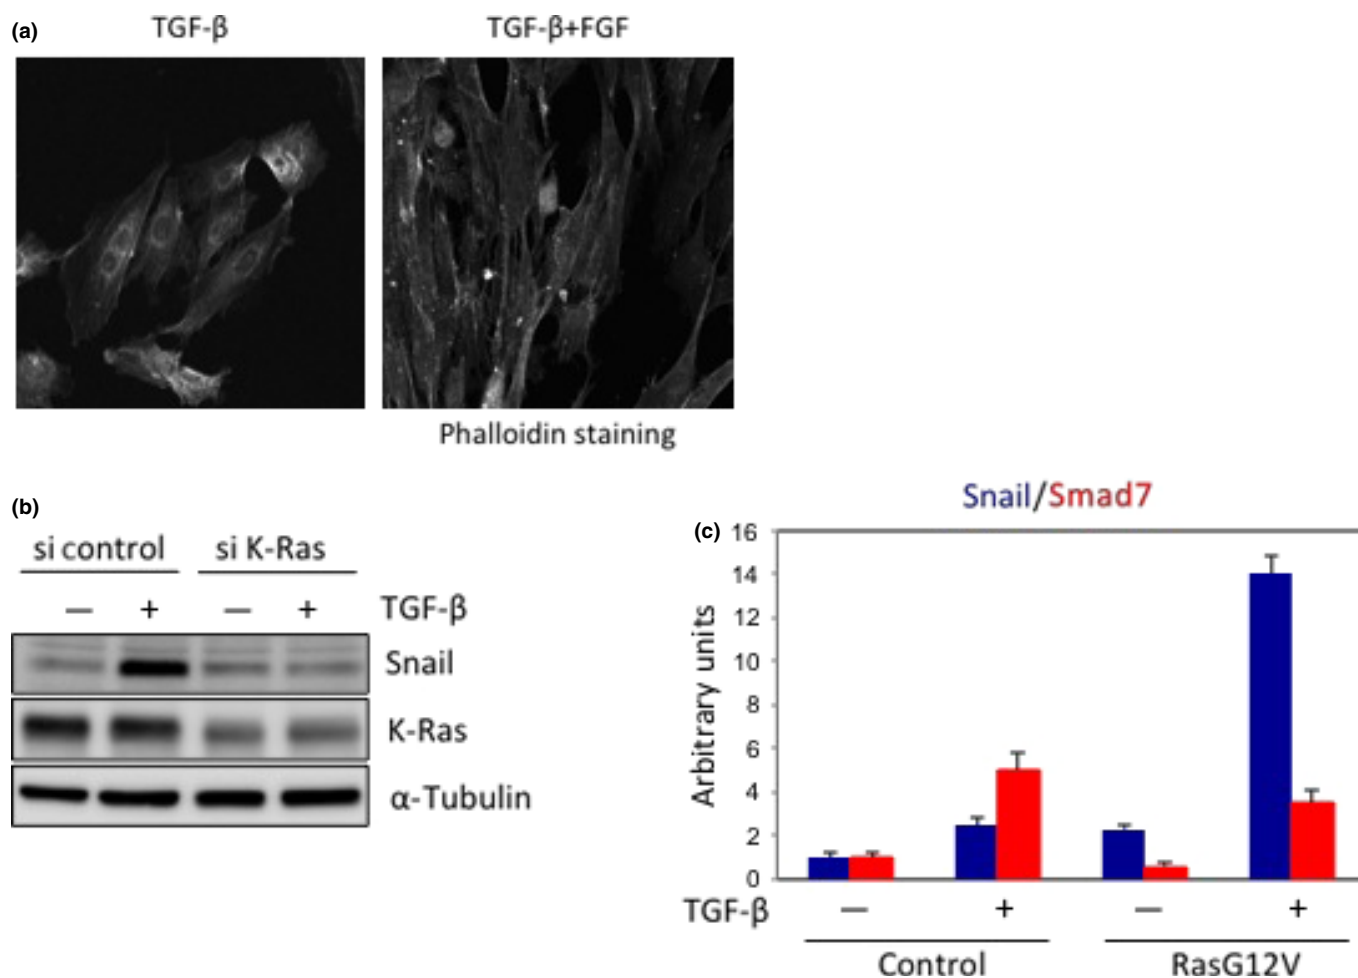 (a)
TGF-β TGF-β+FGF
Phalloidin staining
(b)
si control si K-Ras
— + — + TGF-β
Snail
K-Ras
α-Tubulin
(c)
Snail/Smad7
Arbitrary units
16
14
12
10
8
6
4
2
0
TGF-β — + — +
Control RasG12V